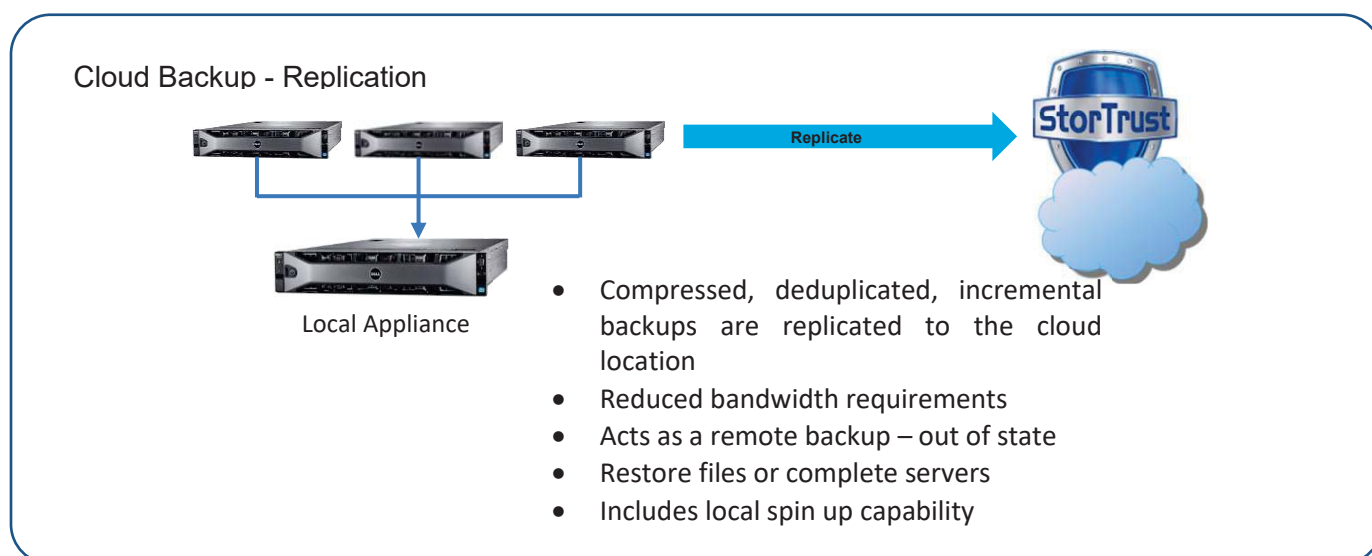 Cloud Backup - Replication
StorTrust
Replicate
Local Appliance
• Compressed, deduplicated, incremental
backups are replicated to the cloud
location
• Reduced bandwidth requirements
• Acts as a remote backup – out of state
• Restore files or complete servers
• Includes local spin up capability